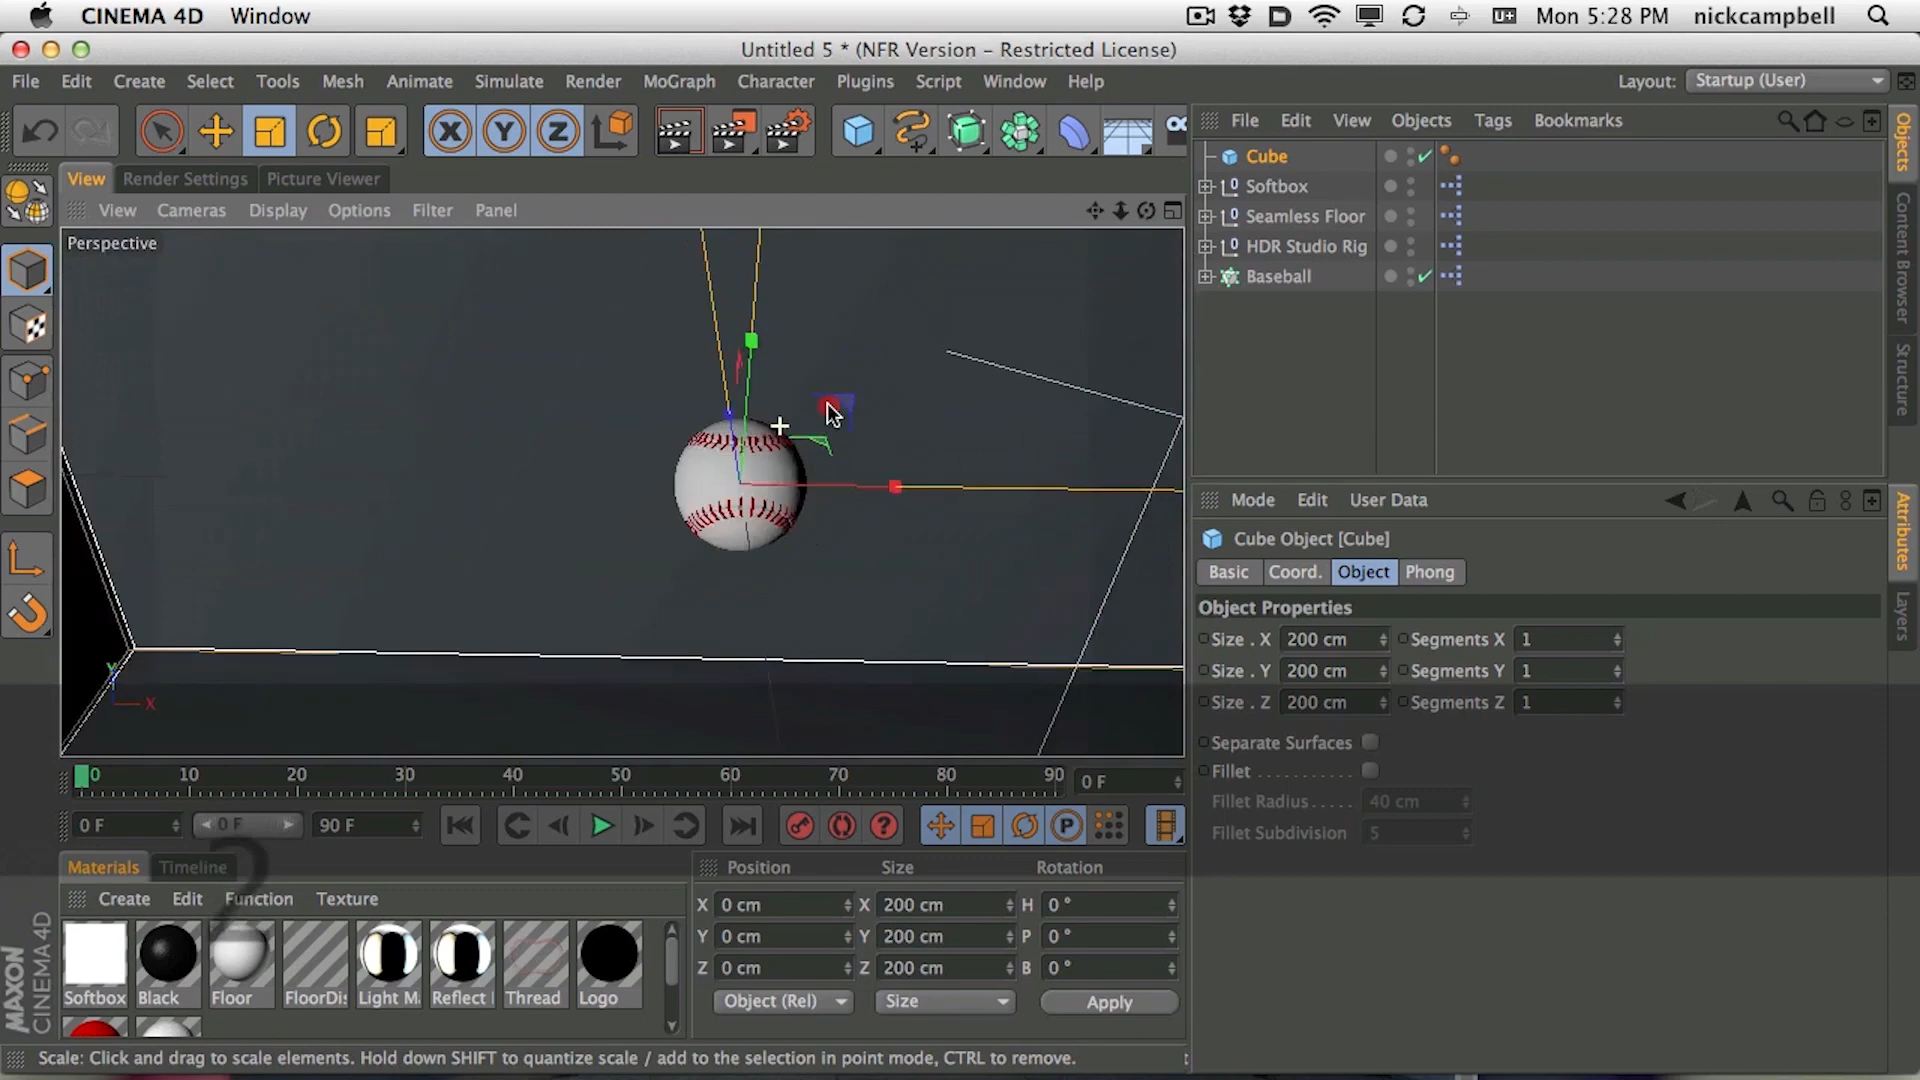 CINEMA 4D Window
Mon 5:28 PM nickcampbell
Untitled 5 * (NFR Version - Restricted License)
File Edit Create Select Tools Mesh Animate Simulate Render MoGraph Character Plugins Script Window Help
Layout: Startup (User)
X Y Z
File Edit View Objects Tags Bookmarks
View Render Settings Picture Viewer
View Cameras Display Options Filter Panel
Perspective
Cube
Softbox
Seamless Floor
HDR Studio Rig
Baseball
Objects
Content Browser
Structure
Mode Edit User Data
Cube Object [Cube]
Basic Coord. Object Phong
Object Properties
Size . X 200 cm Segments X 1
Size . Y 200 cm Segments Y 1
Size . Z 200 cm Segments Z 1
Separate Surfaces
Fillet . . . . . . . . . .
Fillet Radius . . . . . 40 cm
Fillet Subdivision 5
Attributes
Layers
Y
X
0 10 20 30 40 50 60 70 80 90 0 F
0 F 0 F 90 F
P
2
Materials Timeline
Create Edit Function Texture
Softbox Black Floor FloorDis Light M Reflect Thread Logo
Position Size Rotation
X 0 cm X 200 cm H 0 °
Y 0 cm Y 200 cm P 0 °
Z 0 cm Z 200 cm B 0 °
Object (Rel) Size Apply
MAXON
CINEMA 4D
Scale: Click and drag to scale elements. Hold down SHIFT to quantize scale / add to the selection in point mode, CTRL to remove.